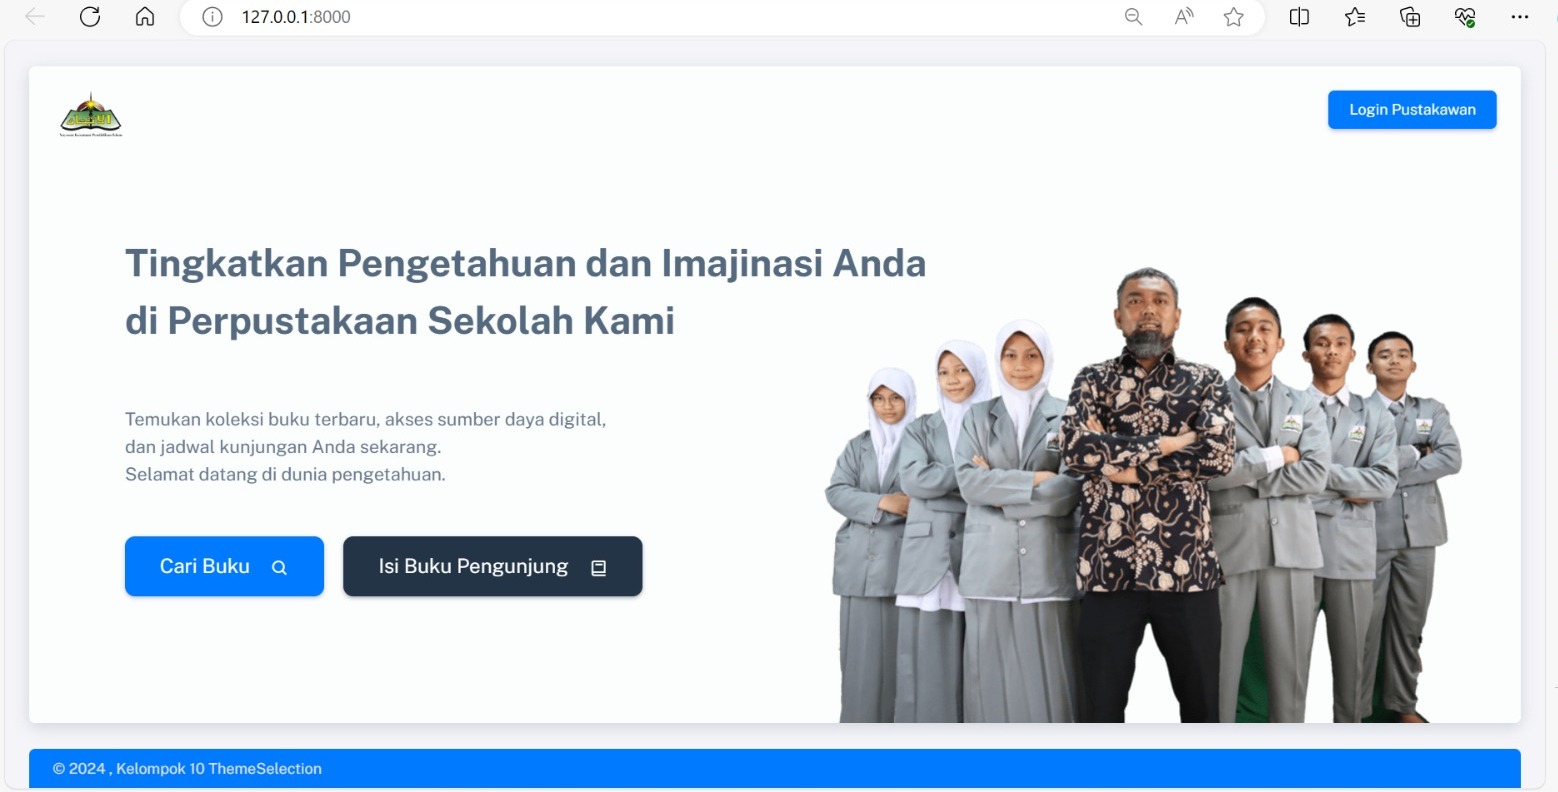 127.0.0.1:8000
Login Pustakawan
Tingkatkan Pengetahuan dan Imajinasi Anda
di Perpustakaan Sekolah Kami
Temukan koleksi buku terbaru, akses sumber daya digital,
dan jadwal kunjungan Anda sekarang.
Selamat datang di dunia pengetahuan.
Cari Buku
Isi Buku Pengunjung
© 2024 , Kelompok 10 ThemeSelection